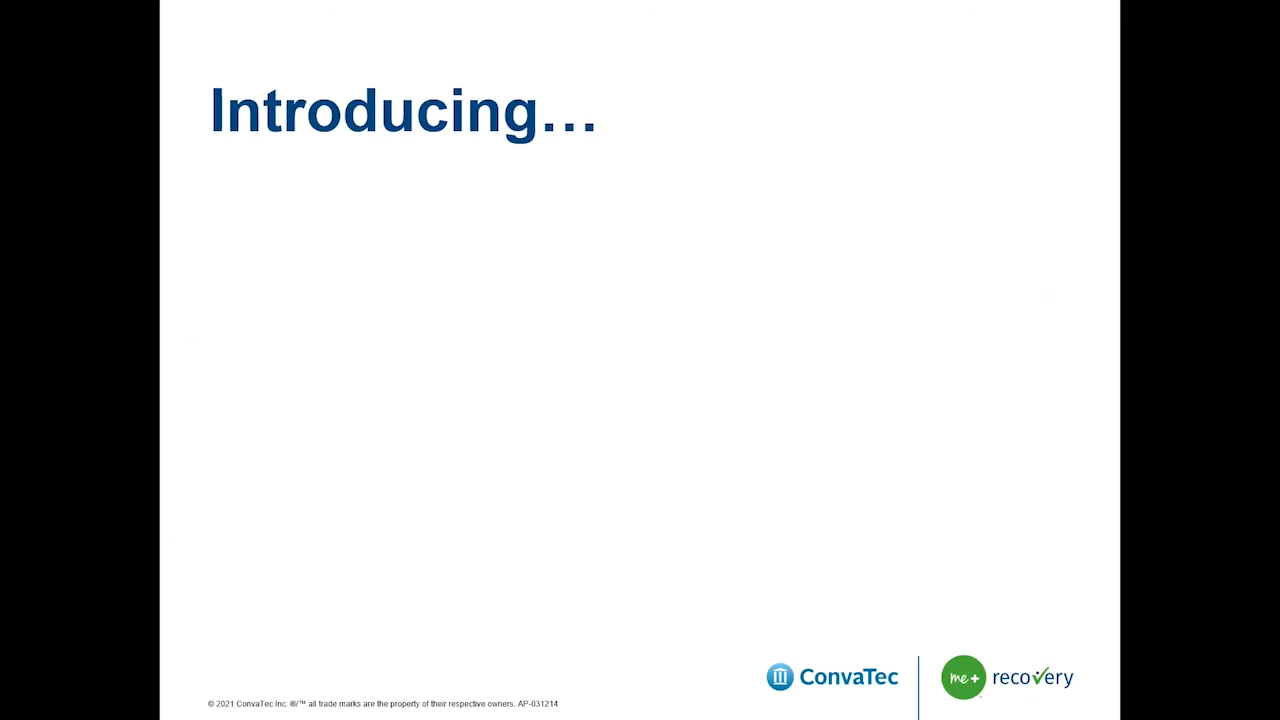 Introducing…
ConvaTec
me+ recovery
© 2021 ConvaTec Inc. ®/™ all trade marks are the property of their respective owners. AP-031214